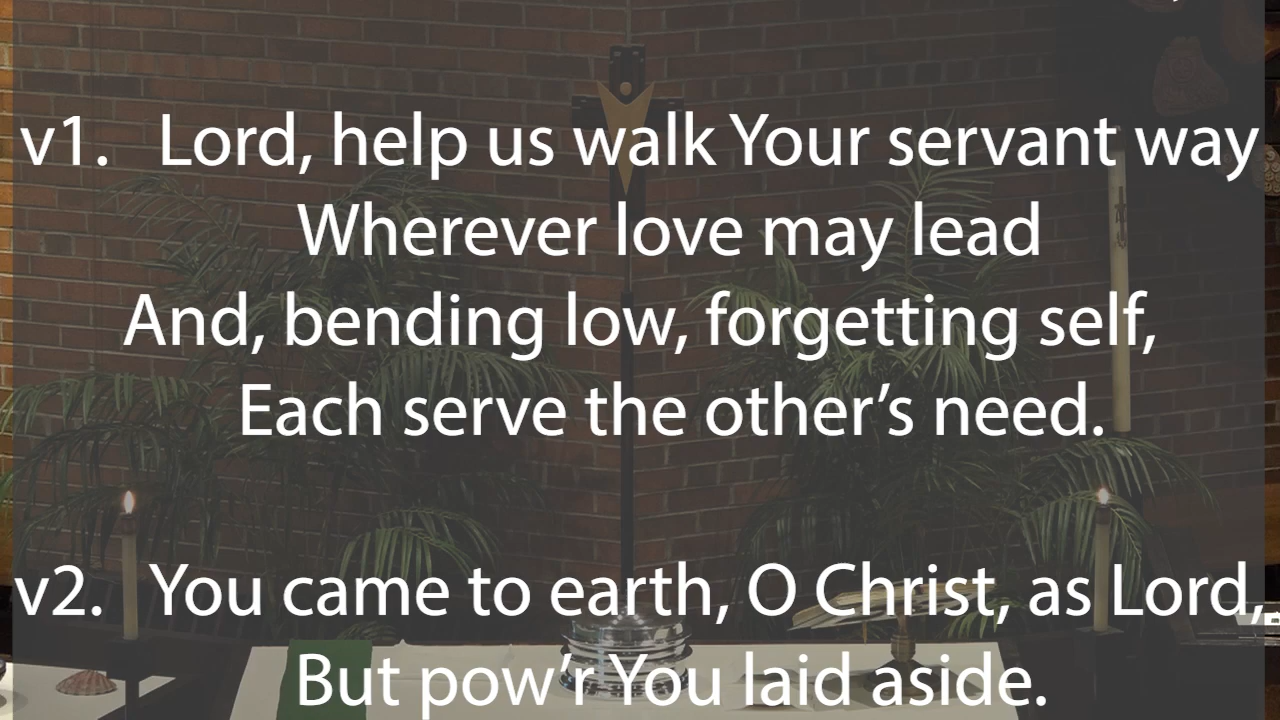 v1. Lord, help us walk Your servant way
Wherever love may lead
And, bending low, forgetting self,
Each serve the other’s need.
v2. You came to earth, O Christ, as Lord,
But pow’r You laid aside.